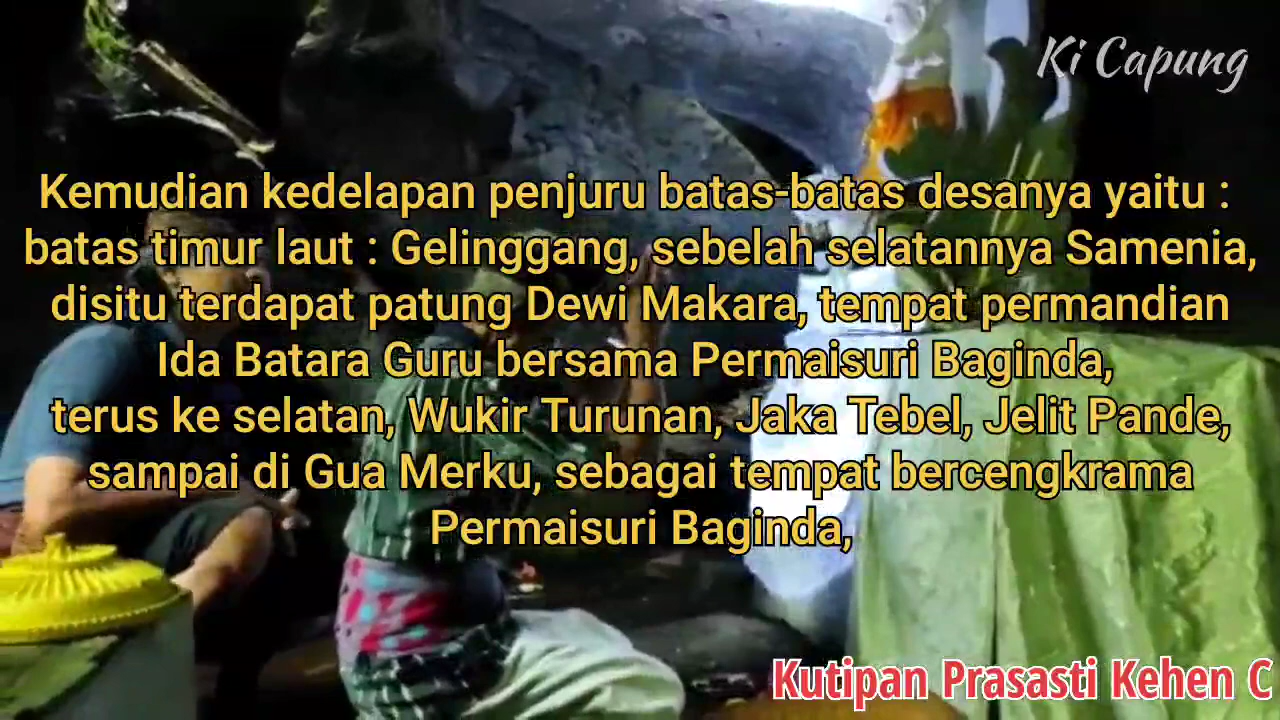 Ki Capung
Kemudian kedelapan penjuru batas-batas desanya yaitu :
batas timur laut : Gelinggang, sebelah selatannya Samenia,
disitu terdapat patung Dewi Makara, tempat permandian
Ida Batara Guru bersama Permaisuri Baginda,
terus ke selatan, Wukir Turunan, Jaka Tebel, Jelit Pande,
sampai di Gua Merku, sebagai tempat bercengkrama
Permaisuri Baginda,
Kutipan Prasasti Kehen C